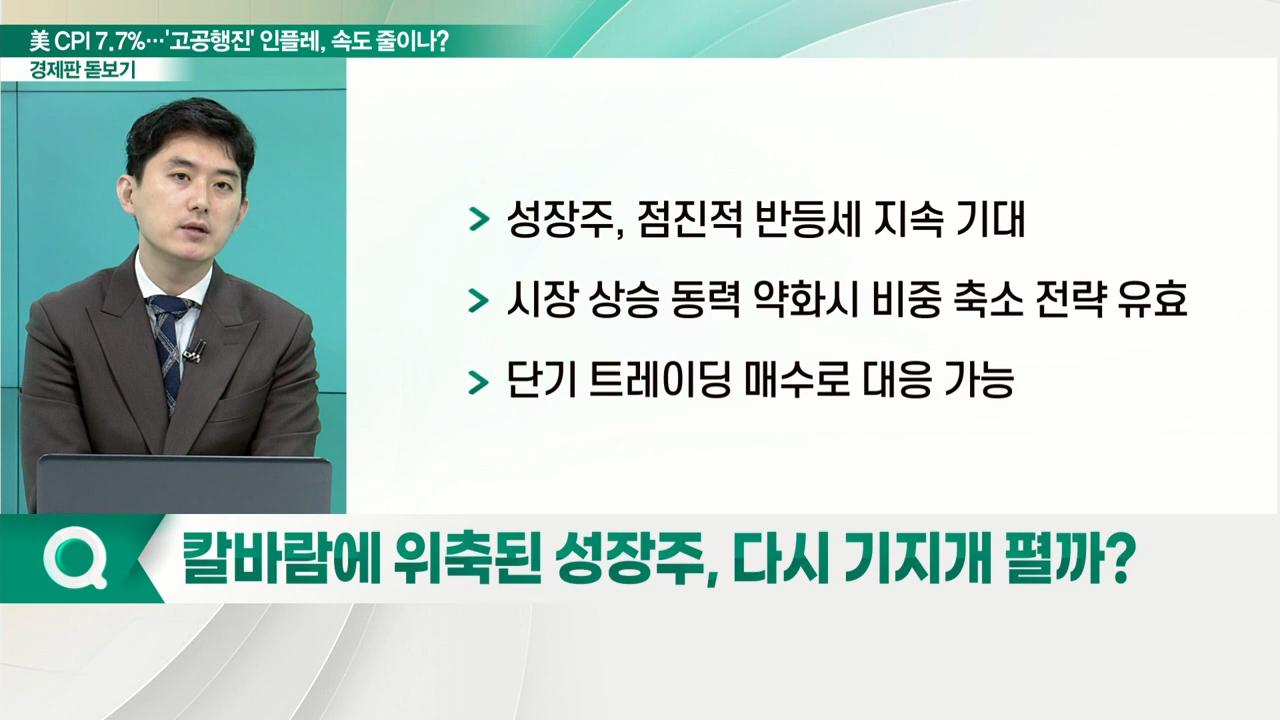 美 CPI 7.7%…'고공행진' 인플레, 속도 줄이나?
경제판 돋보기
> 성장주, 점진적 반등세 지속 기대
> 시장 상승 동력 약화시 비중 축소 전략 유효
> 단기 트레이딩 매수로 대응 가능
Q 칼바람에 위축된 성장주, 다시 기지개 펼까?